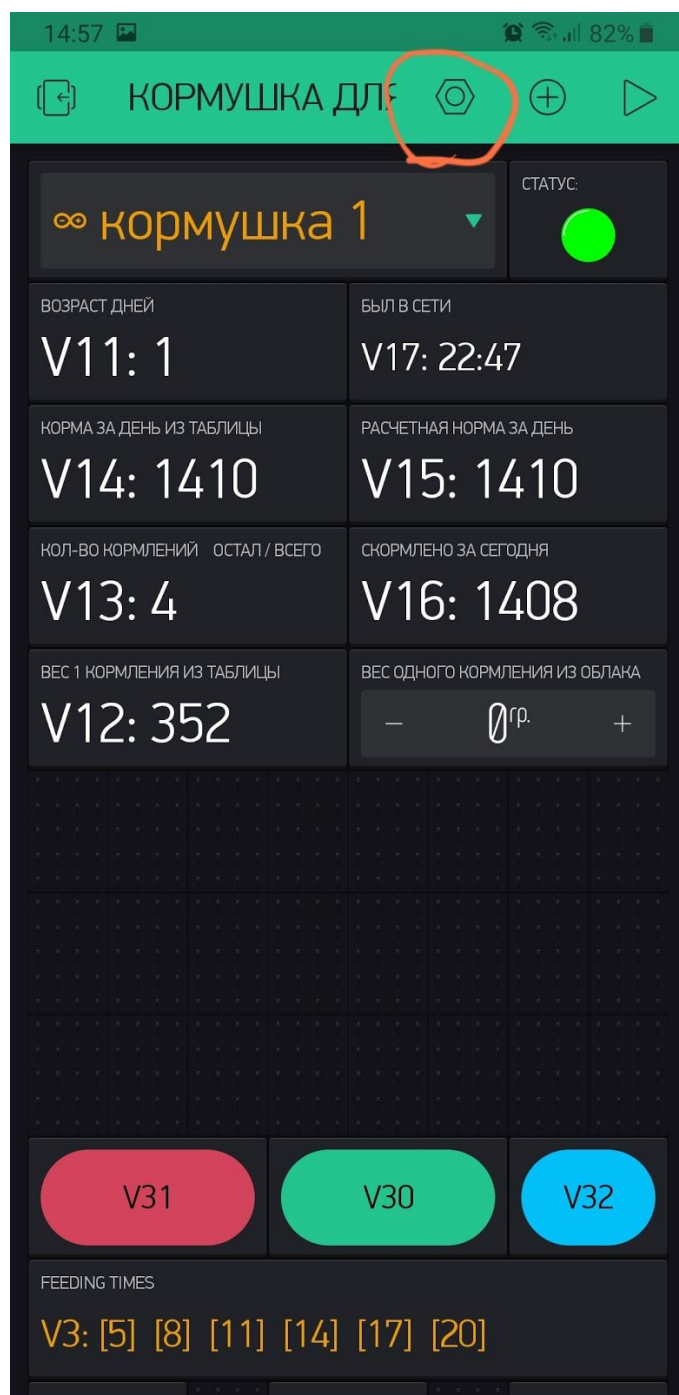 14:57 82%
КОРМУШКА ДЛЯ
кормушка 1
СТАТУС:
ВОЗРАСТ ДНЕЙ
V11: 1
БЫЛ В СЕТИ
V17: 22:47
КОРМА ЗА ДЕНЬ ИЗ ТАБЛИЦЫ
V14: 1410
РАСЧЕТНАЯ НОРМА ЗА ДЕНЬ
V15: 1410
КОЛ-ВО КОРМЛЕНИЙ ОСТАЛ / ВСЕГО
V13: 4
СКОРМЛЕНО ЗА СЕГОДНЯ
V16: 1408
ВЕС 1 КОРМЛЕНИЯ ИЗ ТАБЛИЦЫ
V12: 352
ВЕС ОДНОГО КОРМЛЕНИЯ ИЗ ОБЛАКА
– 0гр. +
V31 V30 V32
FEEDING TIMES
V3: [5] [8] [11] [14] [17] [20]